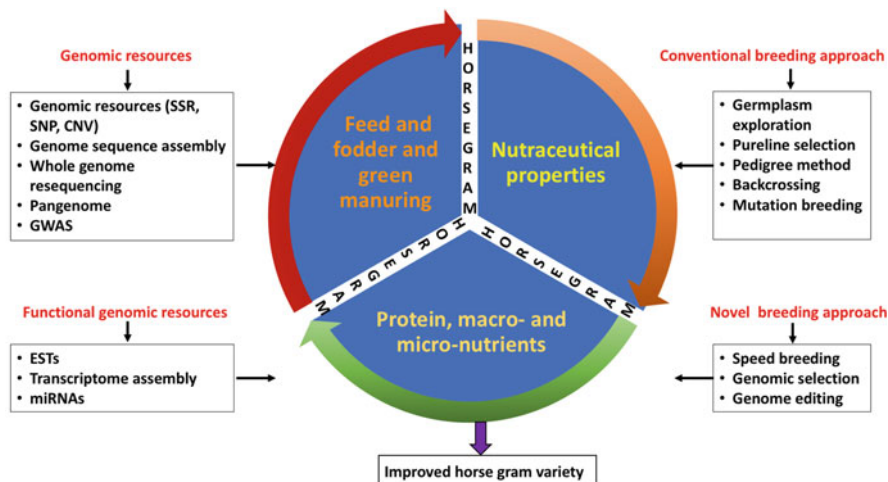 Genomic resources
• Genomic resources (SSR,
SNP, CNV)
• Genome sequence assembly
• Whole genome
resequencing
• Pangenome
• GWAS
Functional genomic resources
• ESTs
• Transcriptome assembly
• miRNAs
HORSEGRAM
Feed and
fodder and
green
manuring
Nutraceutical
properties
HORSEGRAM
HORSEGRAM
Protein, macro- and
micro-nutrients
Improved horse gram variety
Conventional breeding approach
• Germplasm
exploration
• Pureline selection
• Pedigree method
• Backcrossing
• Mutation breeding
Novel breeding approach
• Speed breeding
• Genomic selection
• Genome editing